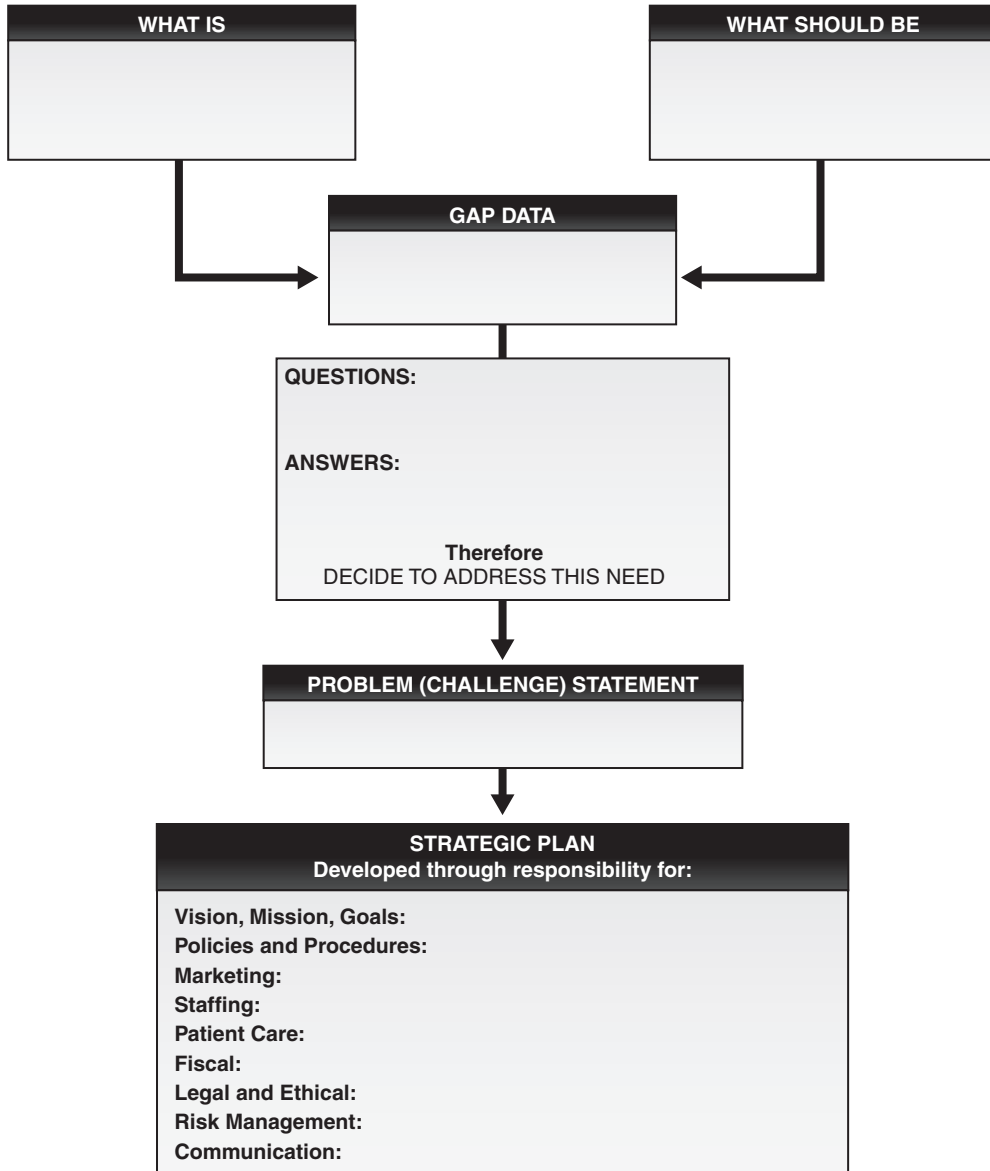 WHAT IS
WHAT SHOULD BE
GAP DATA
QUESTIONS:
ANSWERS:
Therefore
DECIDE TO ADDRESS THIS NEED
PROBLEM (CHALLENGE) STATEMENT
STRATEGIC PLAN
Developed through responsibility for:
Vision, Mission, Goals:
Policies and Procedures:
Marketing:
Staffing:
Patient Care:
Fiscal:
Legal and Ethical:
Risk Management:
Communication: